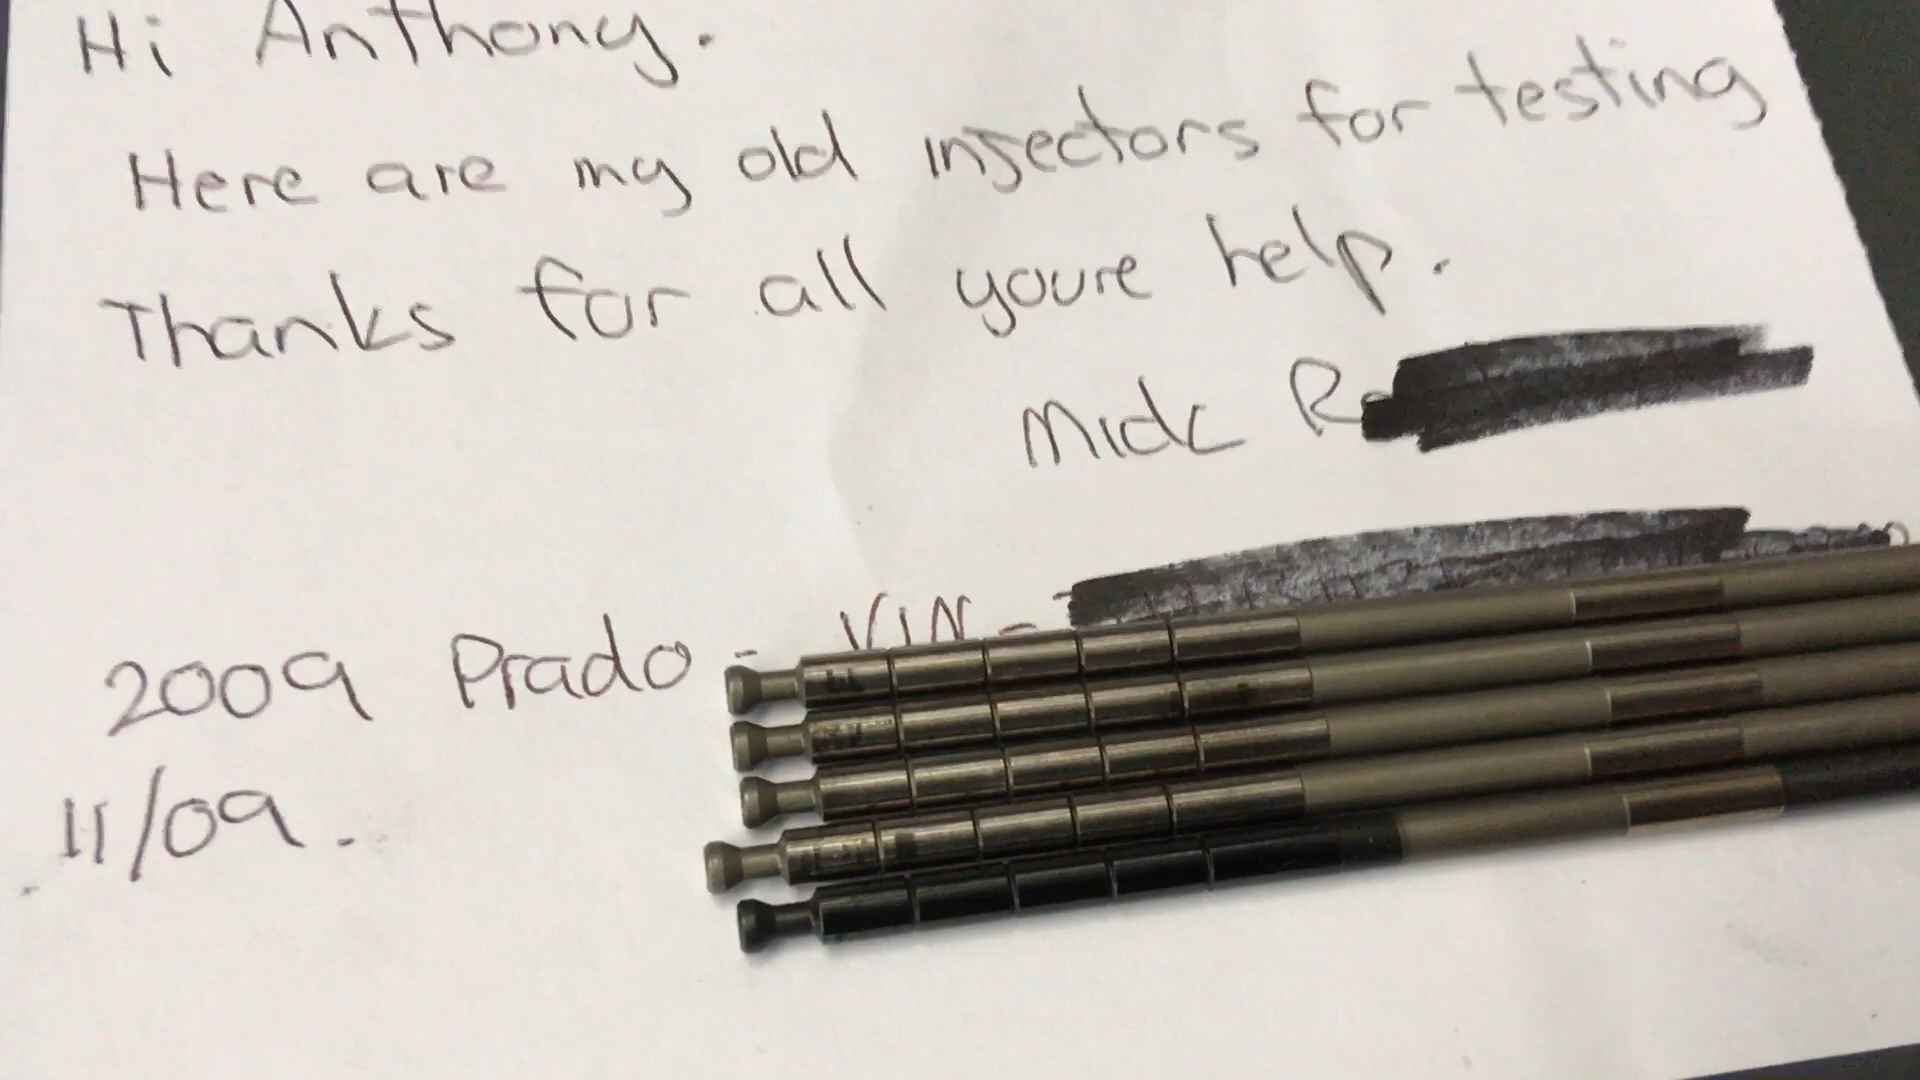 Hi Anthony.
Here are my old injectors for testing
Thanks for all youre help.
Mick R
2009 Prado - VIN -
11/09.